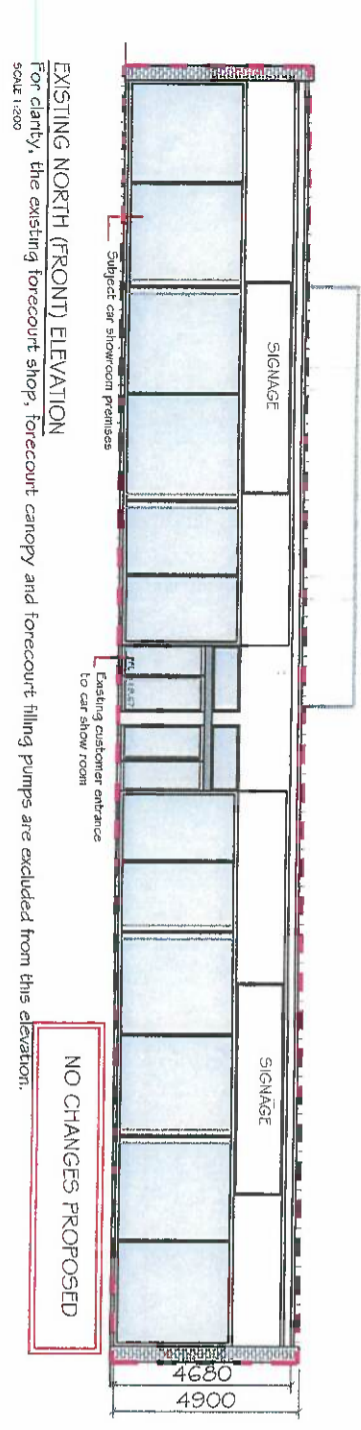 SIGNAGE
SIGNAGE
4680
4900
Subject car showroom premises
Existing customer entrance
to car show room
EXISTING NORTH (FRONT) ELEVATION
For clarity, the existing forecourt shop, forecourt canopy and forecourt filling pumps are excluded from this elevation.
SCALE 1:200
NO CHANGES PROPOSED